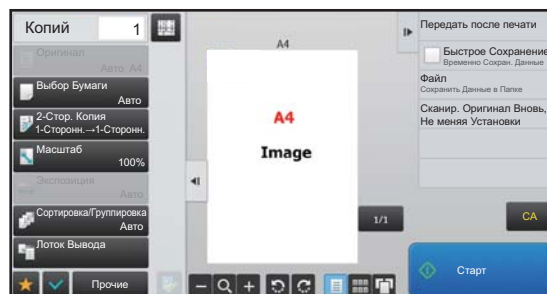 Копий 1
Оригинал
Авто A4
Выбор Бумаги
Авто
2-Стор. Копия
1-Сторонн.→1-Сторонн.
Масштаб
100%
Экспозиция
Авто
Сортировка/Группировка
Авто
Лоток Вывода
Прочие
A4
A4
Image
1/1
Передать после печати
Быстрое Сохранение
Временно Сохран. Данные
Файл
Сохранить Данные в Папке
Сканир. Оригинал Вновь,
Не меняя Установки
CA
Старт